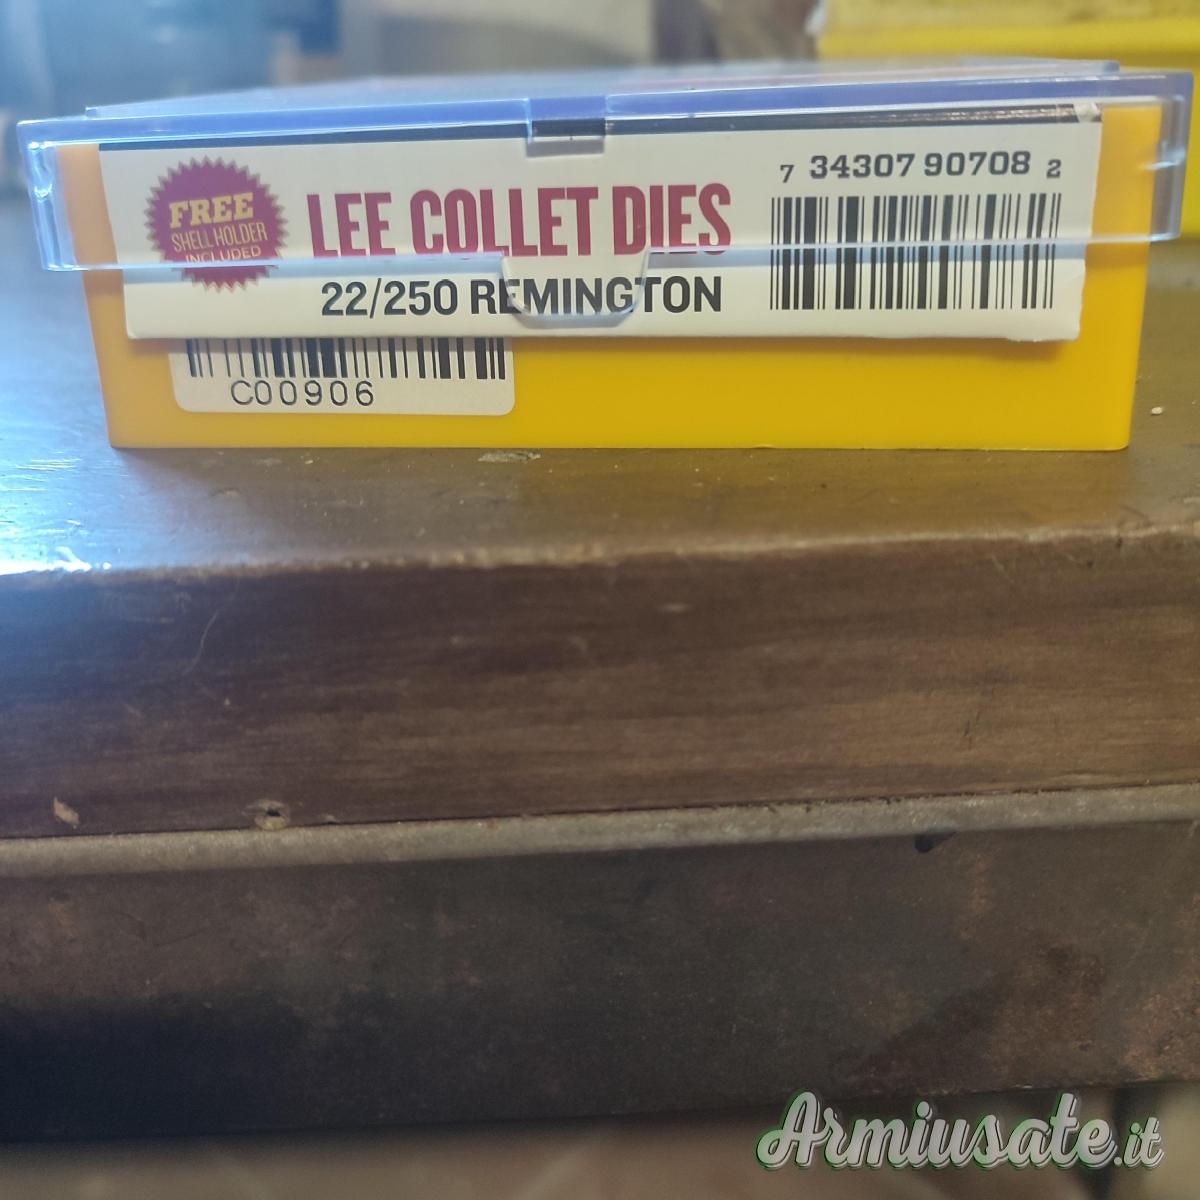 FREE
SHELL HOLDER
INCLUDED
LEE COLLET DIES
22/250 REMINGTON
7 34307 90708 2
C00906
Armiusate.it